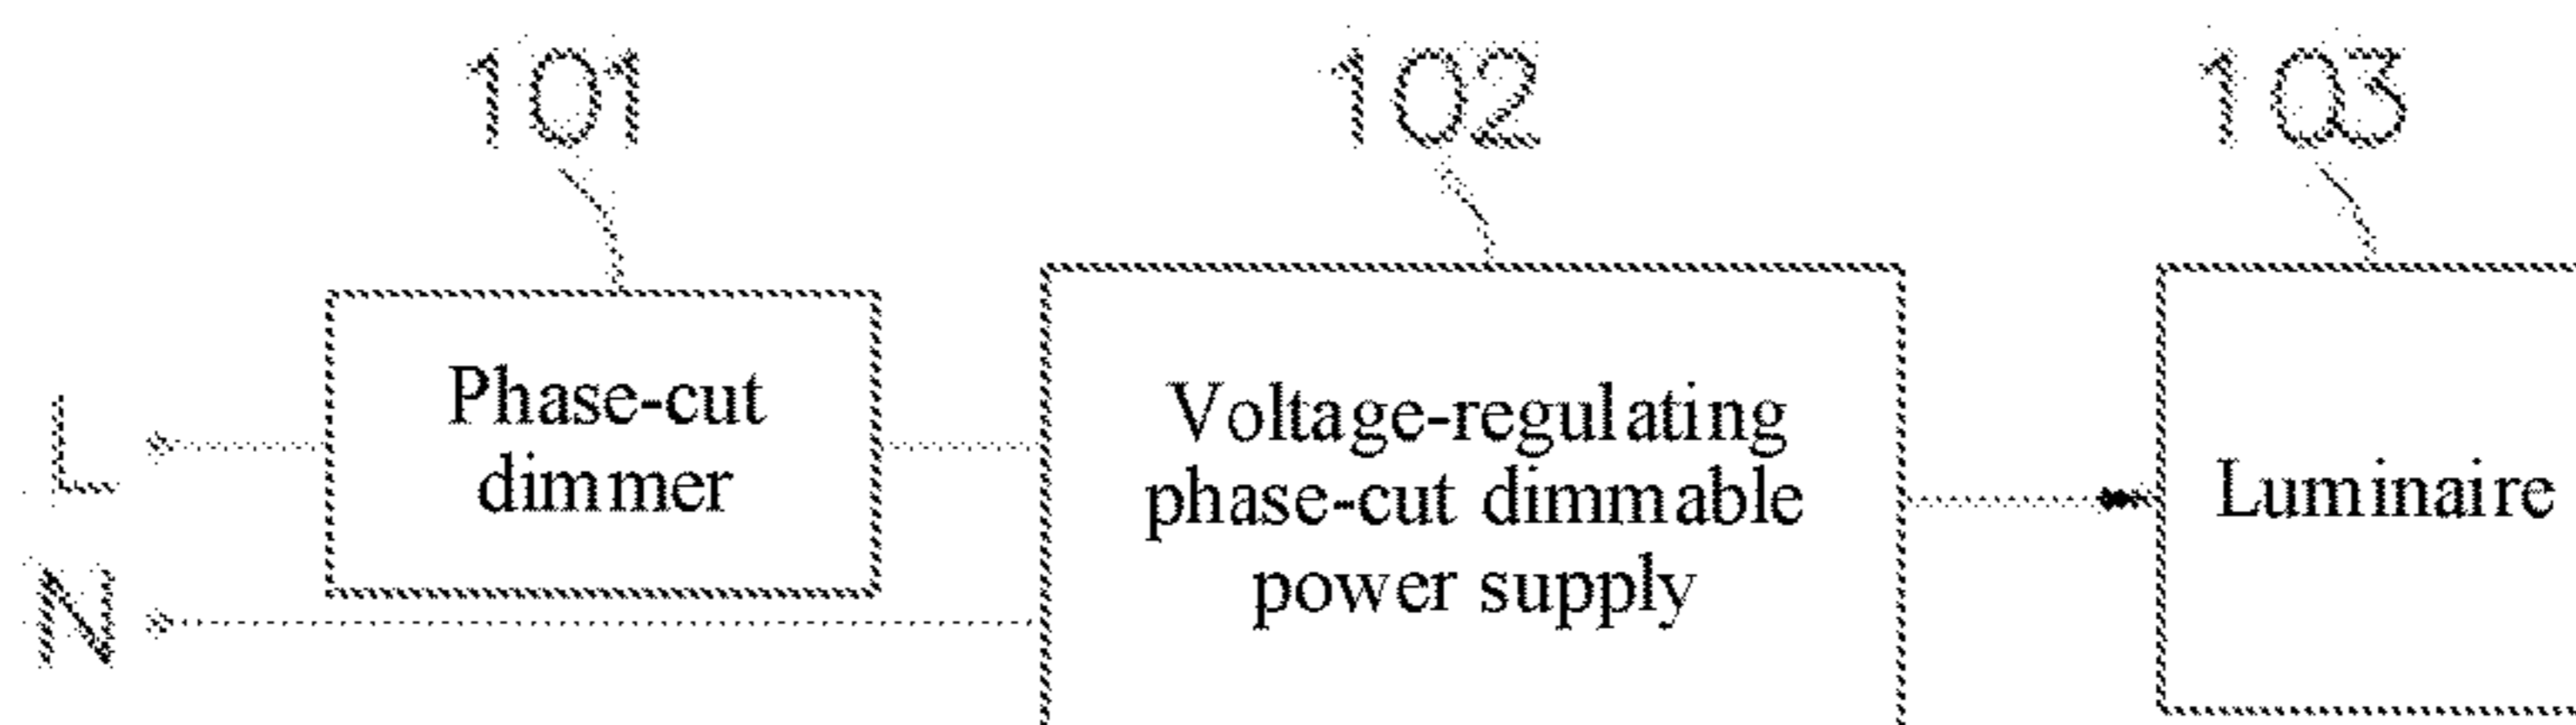 101 102 103
Phase-cut
dimmer
Voltage-regulating
phase-cut dimmable
power supply
Luminaire
L
N